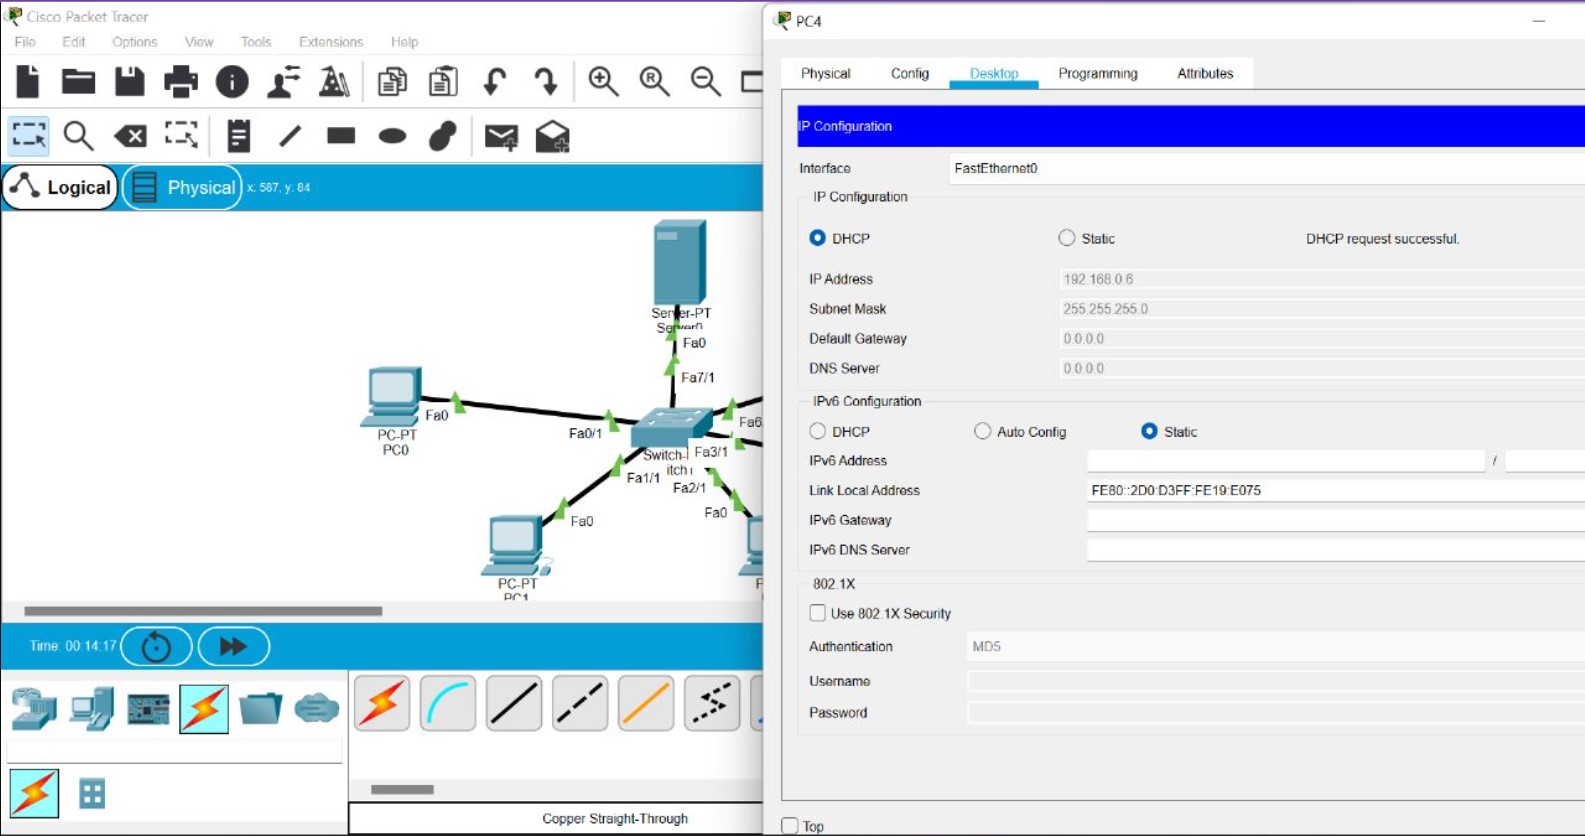 Cisco Packet Tracer
File Edit Options View Tools Extensions Help
Logical
Physical
x: 587, y: 84
Server-PT
Server0
Fa0
Fa7/1
Fa0
PC-PT
PC0
Fa0/1
Fa6
Switch-
itch
Fa3/1
Fa1/1
Fa2/1
Fa0
Fa0
PC-PT
PC1
P
Time: 00:14:17
Copper Straight-Through
PC4
Physical Config Desktop Programming Attributes
IP Configuration
Interface FastEthernet0
IP Configuration
DHCP Static DHCP request successful.
IP Address 192.168.0.6
Subnet Mask 255.255.255.0
Default Gateway 0.0.0.0
DNS Server 0.0.0.0
IPv6 Configuration
DHCP Auto Config Static
IPv6 Address /
Link Local Address FE80::2D0:D3FF:FE19:E075
IPv6 Gateway
IPv6 DNS Server
802.1X
Use 802.1X Security
Authentication MD5
Username
Password
Top